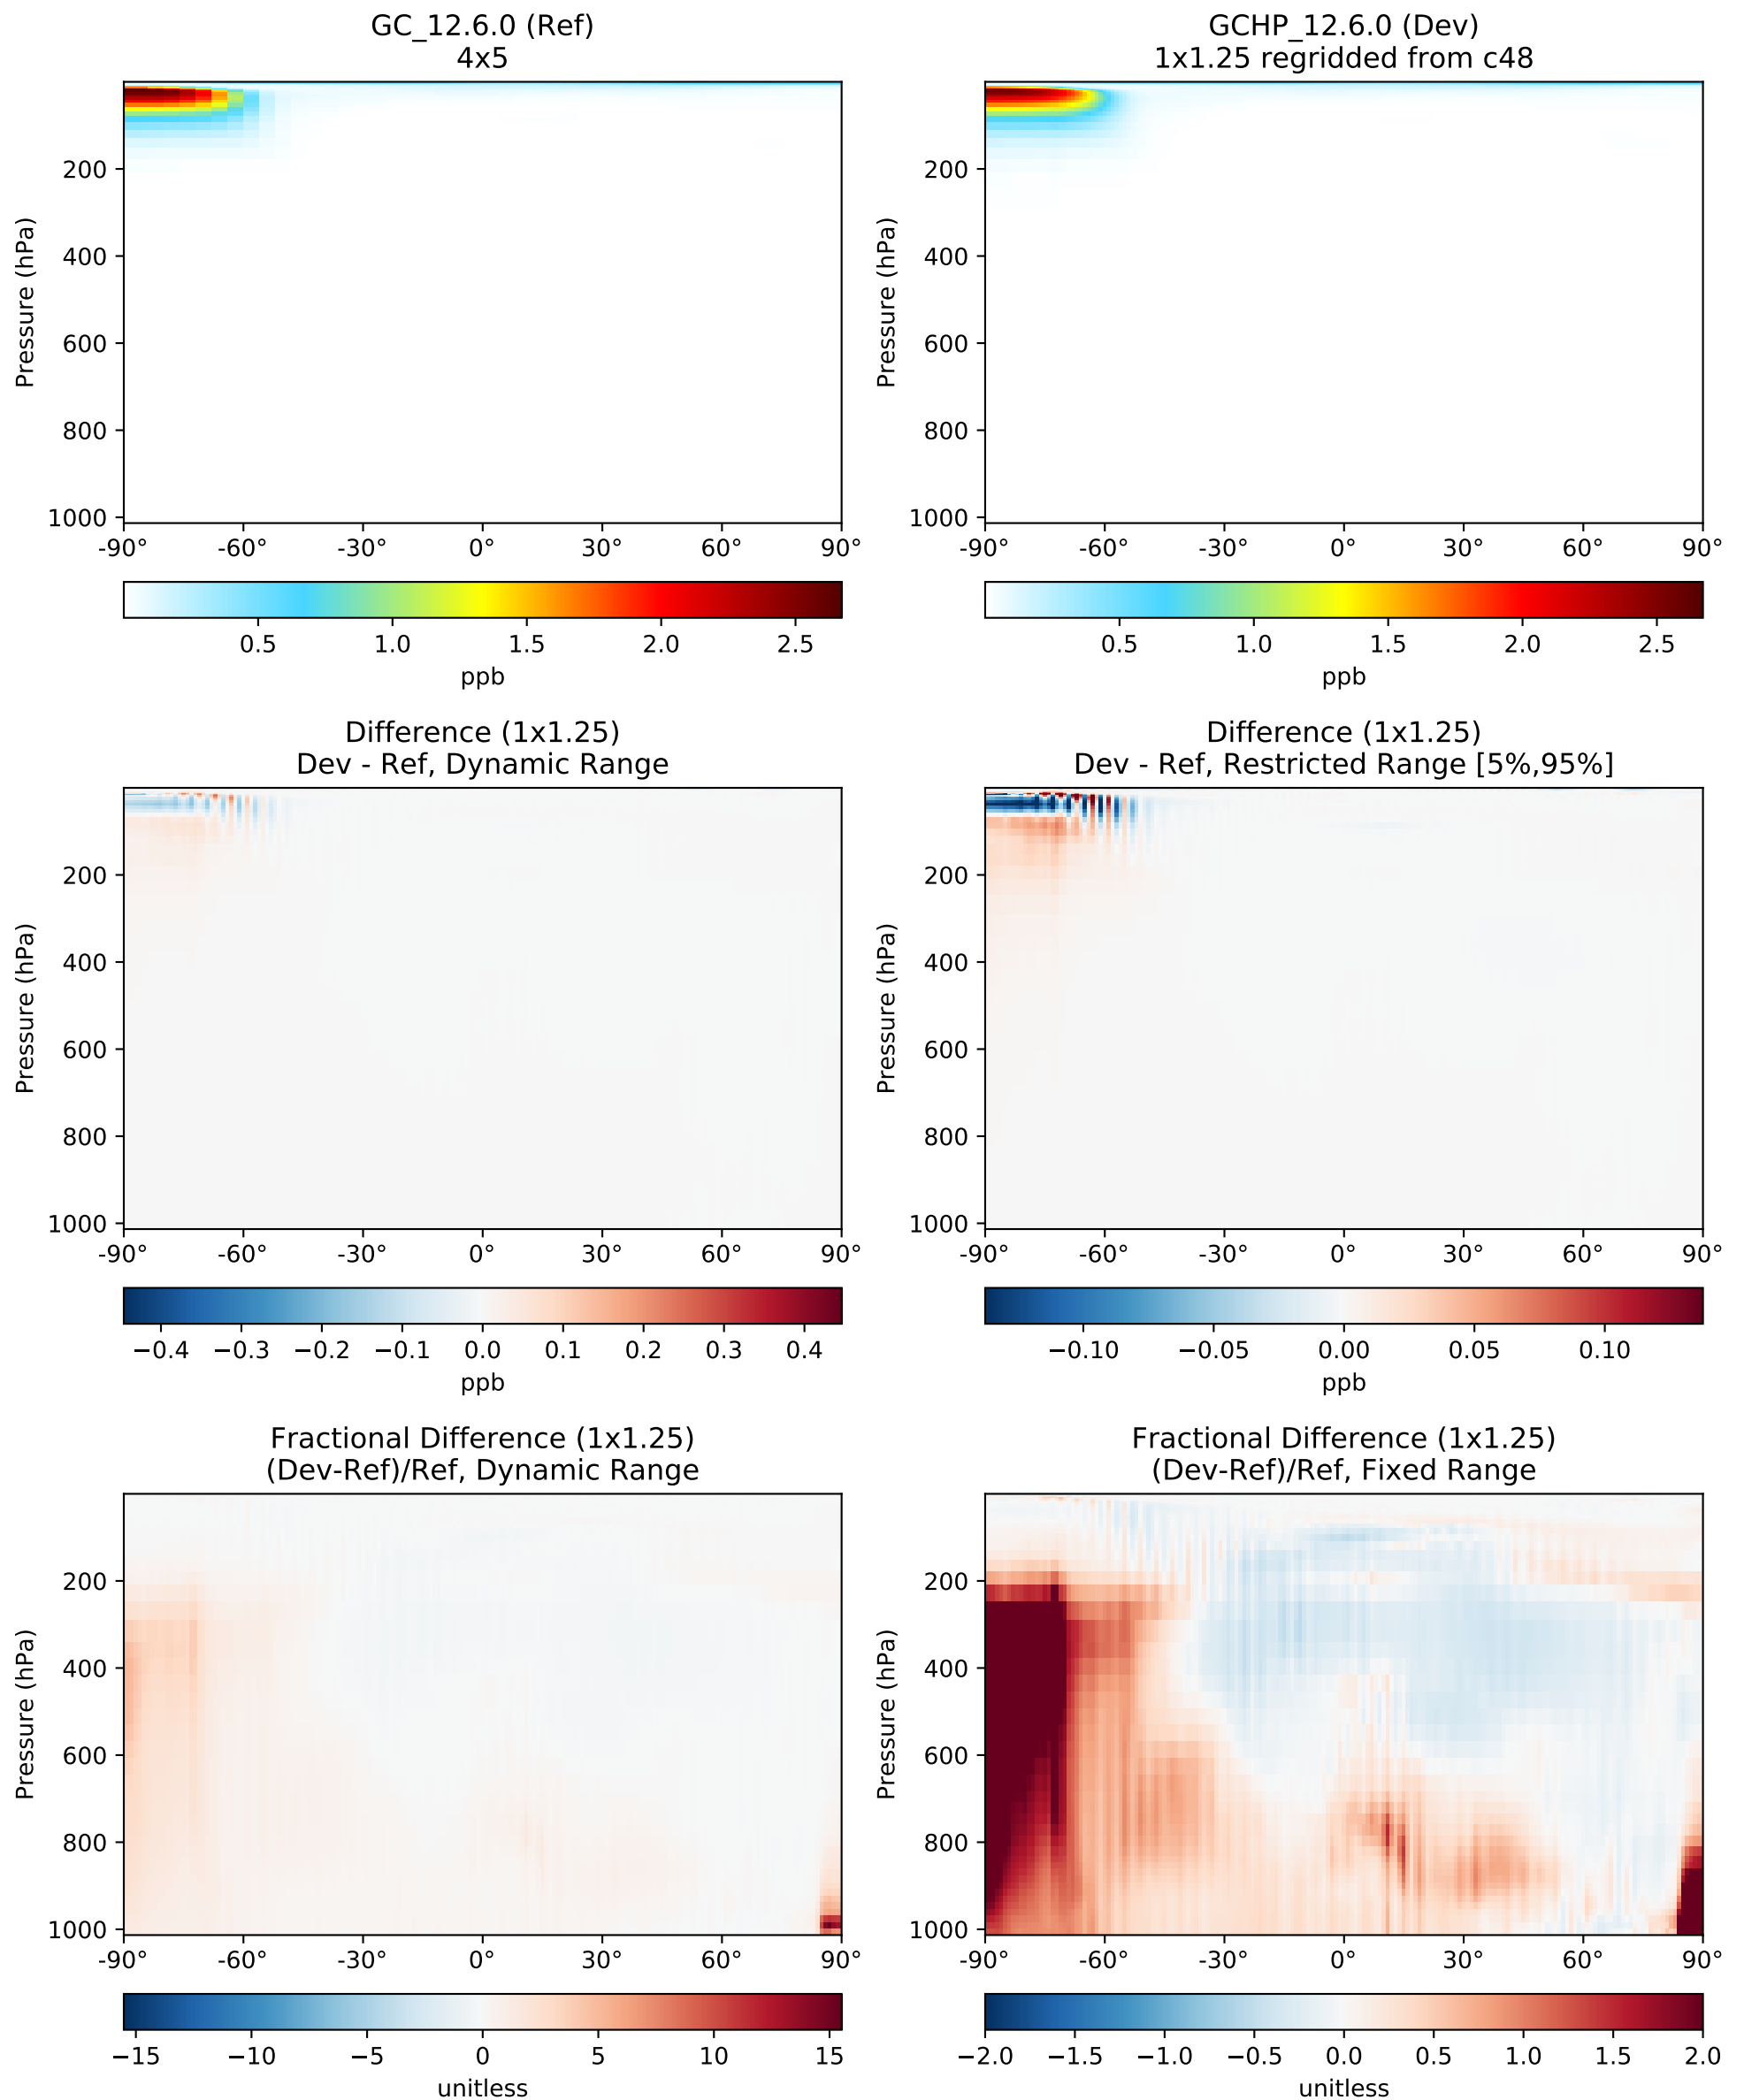 GC_12.6.0 (Ref)
4x5
Pressure (hPa)
200
400
600
800
1000
-90° -60° -30° 0° 30° 60° 90°
0.5 1.0 1.5 2.0 2.5
ppb
GCHP_12.6.0 (Dev)
1x1.25 regridded from c48
Pressure (hPa)
200
400
600
800
1000
-90° -60° -30° 0° 30° 60° 90°
0.5 1.0 1.5 2.0 2.5
ppb
Difference (1x1.25)
Dev - Ref, Dynamic Range
Pressure (hPa)
200
400
600
800
1000
-90° -60° -30° 0° 30° 60° 90°
−0.4 −0.3 −0.2 −0.1 0.0 0.1 0.2 0.3 0.4
ppb
Difference (1x1.25)
Dev - Ref, Restricted Range [5%,95%]
Pressure (hPa)
200
400
600
800
1000
-90° -60° -30° 0° 30° 60° 90°
−0.10 −0.05 0.00 0.05 0.10
ppb
Fractional Difference (1x1.25)
(Dev-Ref)/Ref, Dynamic Range
Pressure (hPa)
200
400
600
800
1000
-90° -60° -30° 0° 30° 60° 90°
−15 −10 −5 0 5 10 15
unitless
Fractional Difference (1x1.25)
(Dev-Ref)/Ref, Fixed Range
Pressure (hPa)
200
400
600
800
1000
-90° -60° -30° 0° 30° 60° 90°
−2.0 −1.5 −1.0 −0.5 0.0 0.5 1.0 1.5 2.0
unitless